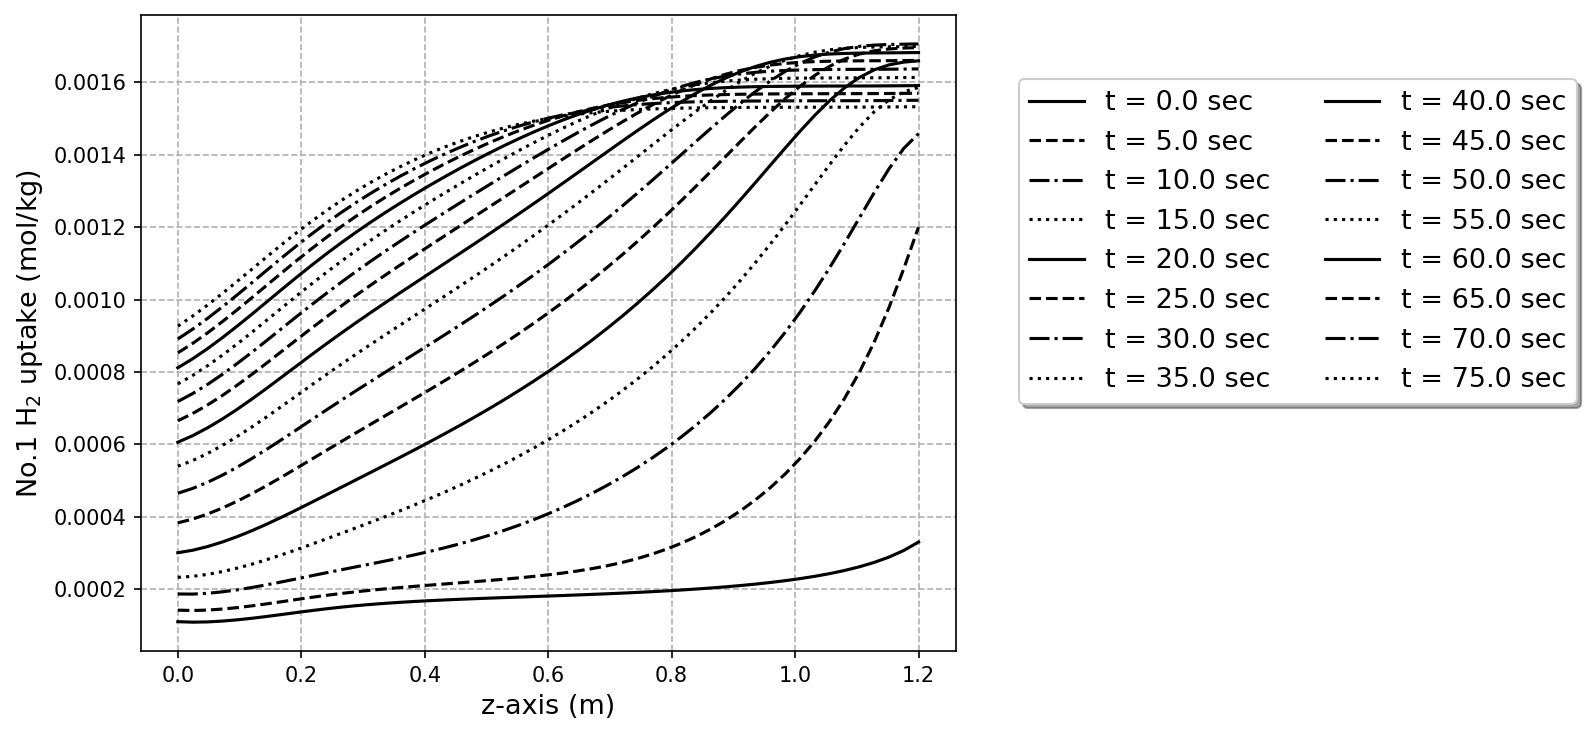 0.0016
0.0014
0.0012
0.0010
0.0008
0.0006
0.0004
0.0002
No.1 H₂ uptake (mol/kg)
0.0 0.2 0.4 0.6 0.8 1.0 1.2
z-axis (m)
t = 0.0 sec
t = 5.0 sec
t = 10.0 sec
t = 15.0 sec
t = 20.0 sec
t = 25.0 sec
t = 30.0 sec
t = 35.0 sec
t = 40.0 sec
t = 45.0 sec
t = 50.0 sec
t = 55.0 sec
t = 60.0 sec
t = 65.0 sec
t = 70.0 sec
t = 75.0 sec